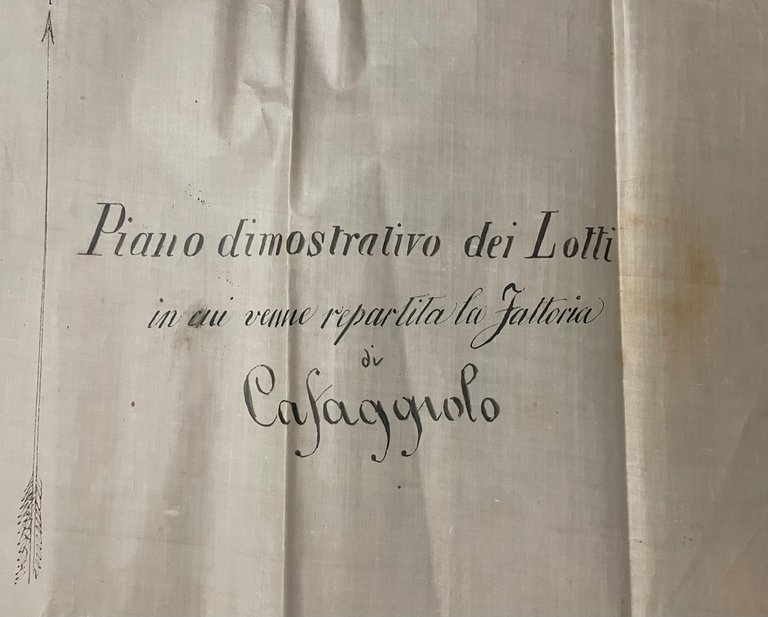 Piano dimostrativo dei Lotti
in cui venne repartita la Fattoria
di
Cafaggiolo